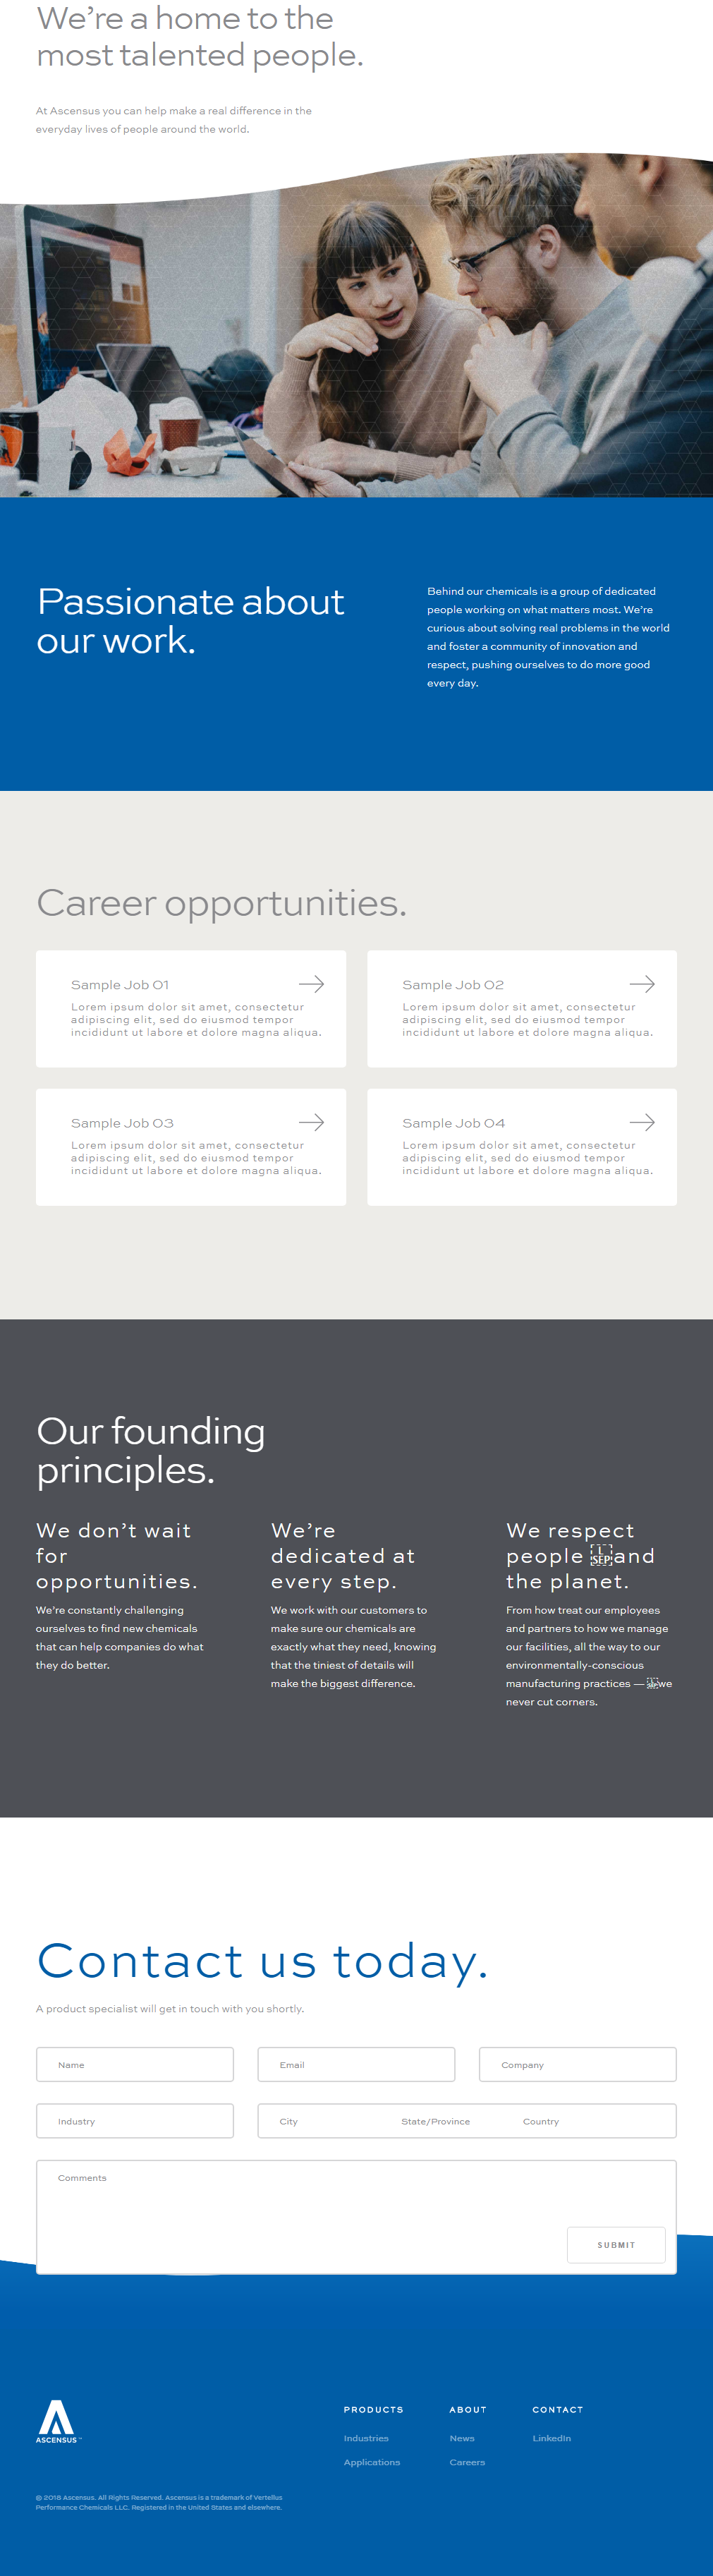 We're a home to the
most talented people.
At Ascensus you can help make a real difference in the
everyday lives of people around the world.
Passionate about
our work.
Behind our chemicals is a group of dedicated
people working on what matters most. We're
curious about solving real problems in the world
and foster a community of innovation and
respect, pushing ourselves to do more good
every day.
Career opportunities.
Sample Job 01
Lorem ipsum dolor sit amet, consectetur
adipiscing elit, sed do eiusmod tempor
incididunt ut labore et dolore magna aliqua.
Sample Job 02
Lorem ipsum dolor sit amet, consectetur
adipiscing elit, sed do eiusmod tempor
incididunt ut labore et dolore magna aliqua.
Sample Job 03
Lorem ipsum dolor sit amet, consectetur
adipiscing elit, sed do eiusmod tempor
incididunt ut labore et dolore magna aliqua.
Sample Job 04
Lorem ipsum dolor sit amet, consectetur
adipiscing elit, sed do eiusmod tempor
incididunt ut labore et dolore magna aliqua.
Our founding
principles.
We don't wait
for
opportunities.
We're constantly challenging
ourselves to find new chemicals
that can help companies do what
they do better.
We're
dedicated at
every step.
We work with our customers to
make sure our chemicals are
exactly what they need, knowing
that the tiniest of details will
make the biggest difference.
We respect
people L SEP and
the planet.
From how treat our employees
and partners to how we manage
our facilities, all the way to our
environmentally-conscious
manufacturing practices — L SEP we
never cut corners.
Contact us today.
A product specialist will get in touch with you shortly.
Name
Email
Company
Industry
City
State/Province
Country
Comments
SUBMIT
ASCENSUS™
PRODUCTS
Industries
Applications
ABOUT
News
Careers
CONTACT
LinkedIn
© 2018 Ascensus. All Rights Reserved. Ascensus is a trademark of Vertellus
Performance Chemicals LLC. Registered in the United States and elsewhere.